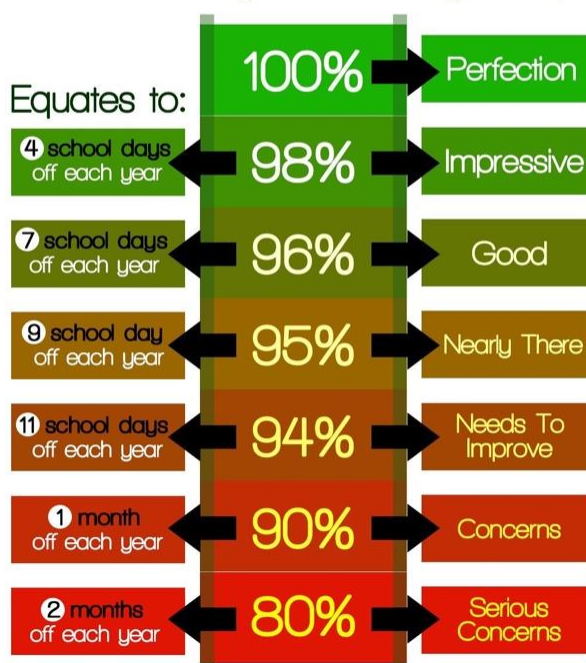 100%
Perfection
Equates to:
4 school days
off each year
98%
Impressive
7 school days
off each year
96%
Good
9 school day
off each year
95%
Nearly There
11 school days
off each year
94%
Needs To
Improve
1 month
off each year
90%
Concerns
2 months
off each year
80%
Serious
Concerns